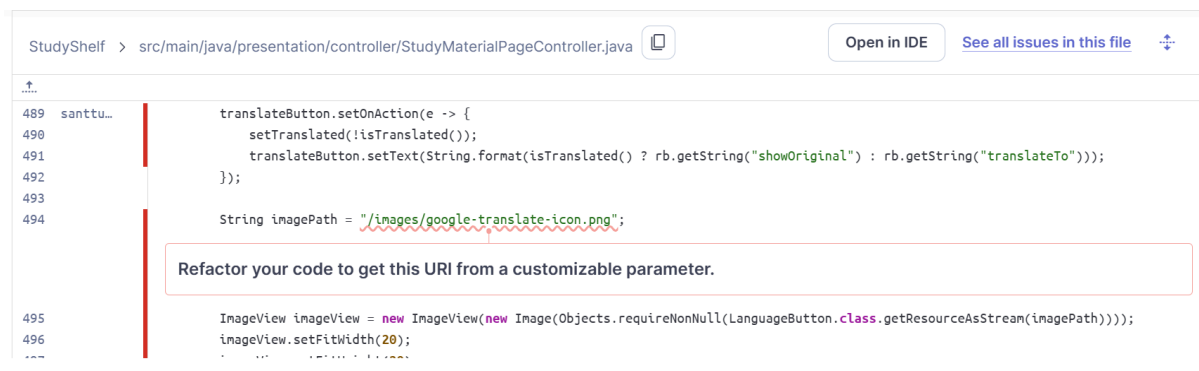 StudyShelf > src/main/java/presentation/controller/StudyMaterialPageController.java Open in IDE See all issues in this file
489 santtu… translateButton.setOnAction(e -> {
490 setTranslated(!isTranslated());
491 translateButton.setText(String.format(isTranslated() ? rb.getString("showOriginal") : rb.getString("translateTo")));
492 });
493
494 String imagePath = "/images/google-translate-icon.png";
Refactor your code to get this URI from a customizable parameter.
495 ImageView imageView = new ImageView(new Image(Objects.requireNonNull(LanguageButton.class.getResourceAsStream(imagePath))));
496 imageView.setFitWidth(20);